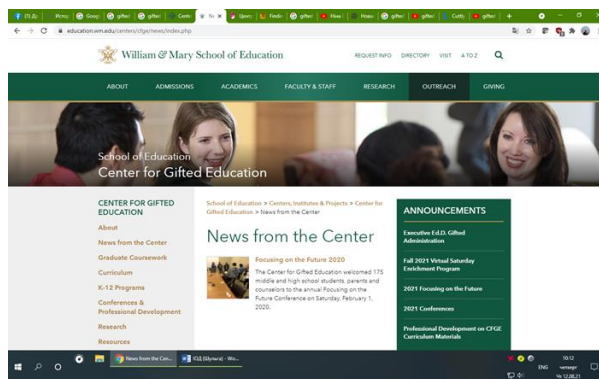 education.wm.edu/centers/cfge/news/index.php
William & Mary School of Education
REQUEST INFO DIRECTORY VISIT A TO Z
ABOUT ADMISSIONS ACADEMICS FACULTY & STAFF RESEARCH OUTREACH GIVING
School of Education
Center for Gifted Education
CENTER FOR GIFTED
EDUCATION
About
News from the Center
Graduate Coursework
Curriculum
K-12 Programs
Conferences &
Professional Development
Research
Resources
School of Education > Centers, Institutes & Projects > Center for
Gifted Education > News from the Center
News from the Center
Focusing on the Future 2020
The Center for Gifted Education welcomed 175
middle and high school students, parents and
counselors to the annual Focusing on the
Future Conference on Saturday, February 1,
2020.
ANNOUNCEMENTS
Executive Ed.D. Gifted
Administration
Fall 2021 Virtual Saturday
Enrichment Program
2021 Focusing on the Future
2021 Conferences
Professional Development on CFGE
Curriculum Materials
News from the Cen...
ENG
10:12
четверг
Чт 12.08.21